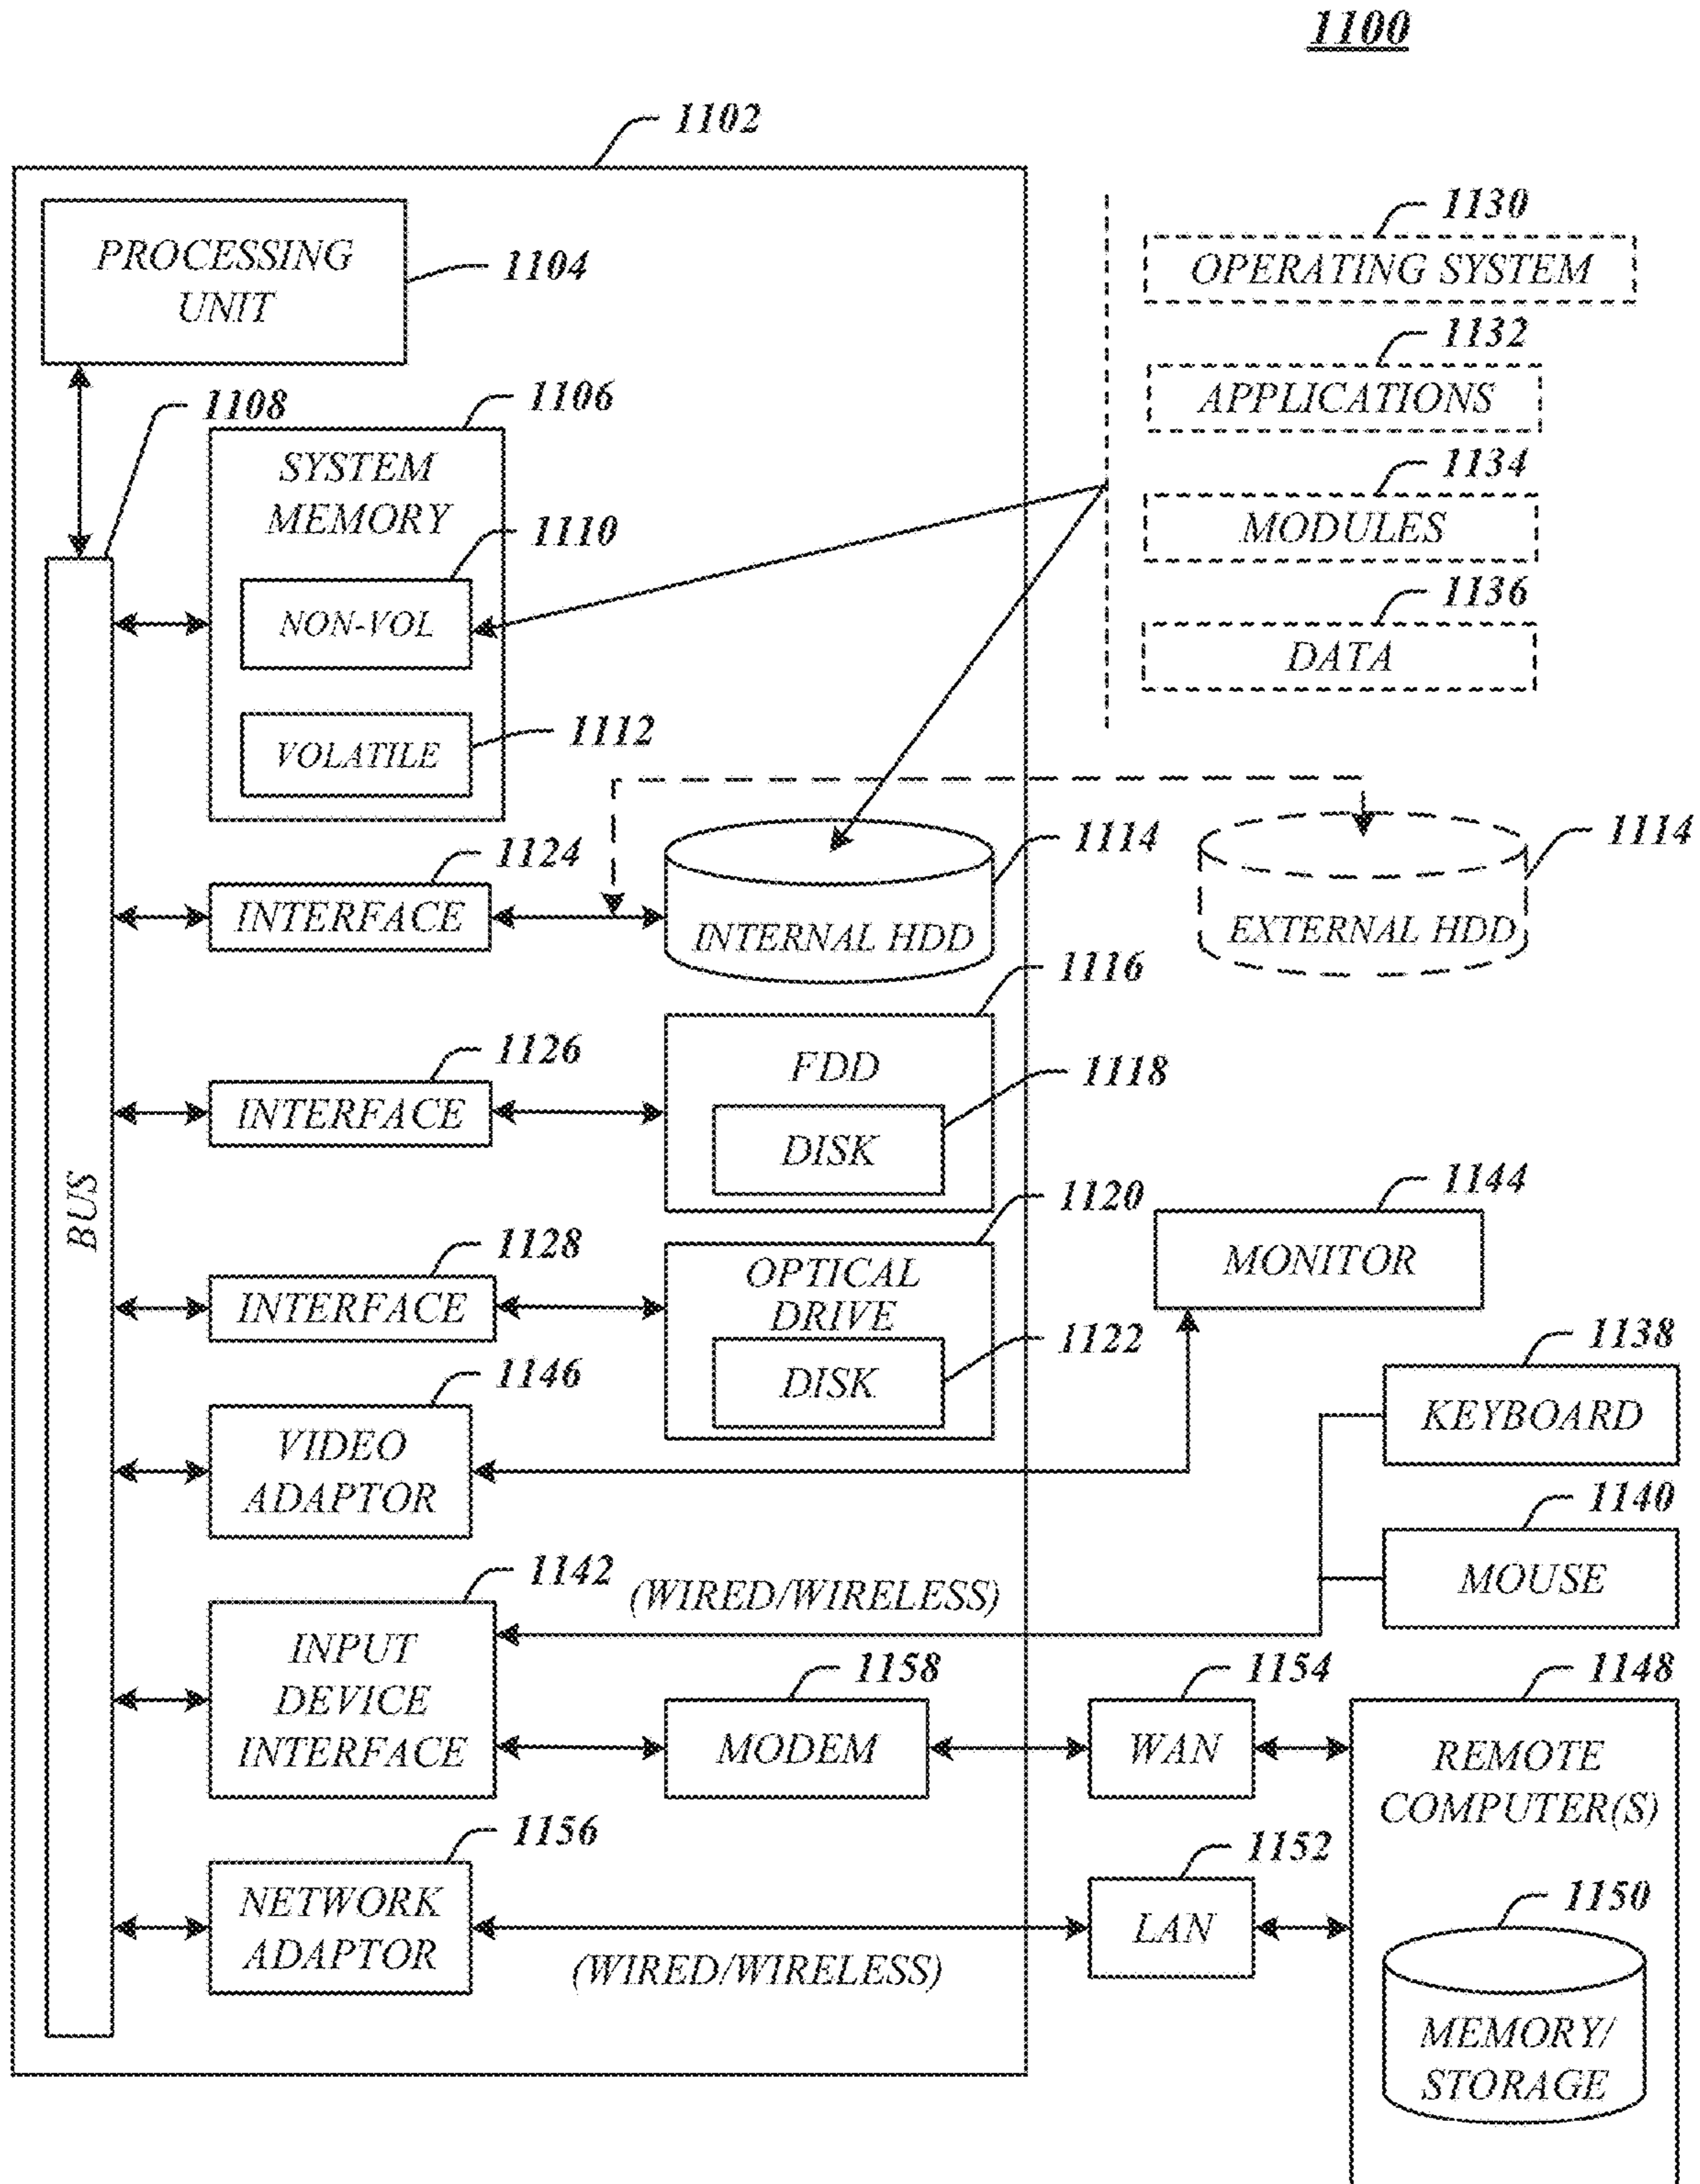 1100
1102
PROCESSING
UNIT
1104
1130
OPERATING SYSTEM
1132
APPLICATIONS
1134
MODULES
1136
DATA
1108
1106
SYSTEM
MEMORY
1110
NON-VOL
1112
VOLATILE
1124
INTERFACE
1114
INTERNAL HDD
1114
EXTERNAL HDD
1126
INTERFACE
1116
FDD
1118
DISK
BUS
1128
INTERFACE
1120
OPTICAL
DRIVE
1122
DISK
1144
MONITOR
1138
KEYBOARD
1146
VIDEO
ADAPTOR
1140
MOUSE
1142
(WIRED/WIRELESS)
INPUT
DEVICE
INTERFACE
1158
MODEM
1154
WAN
1148
REMOTE
COMPUTER(S)
1156
NETWORK
ADAPTOR
(WIRED/WIRELESS)
1152
LAN
1150
MEMORY/
STORAGE